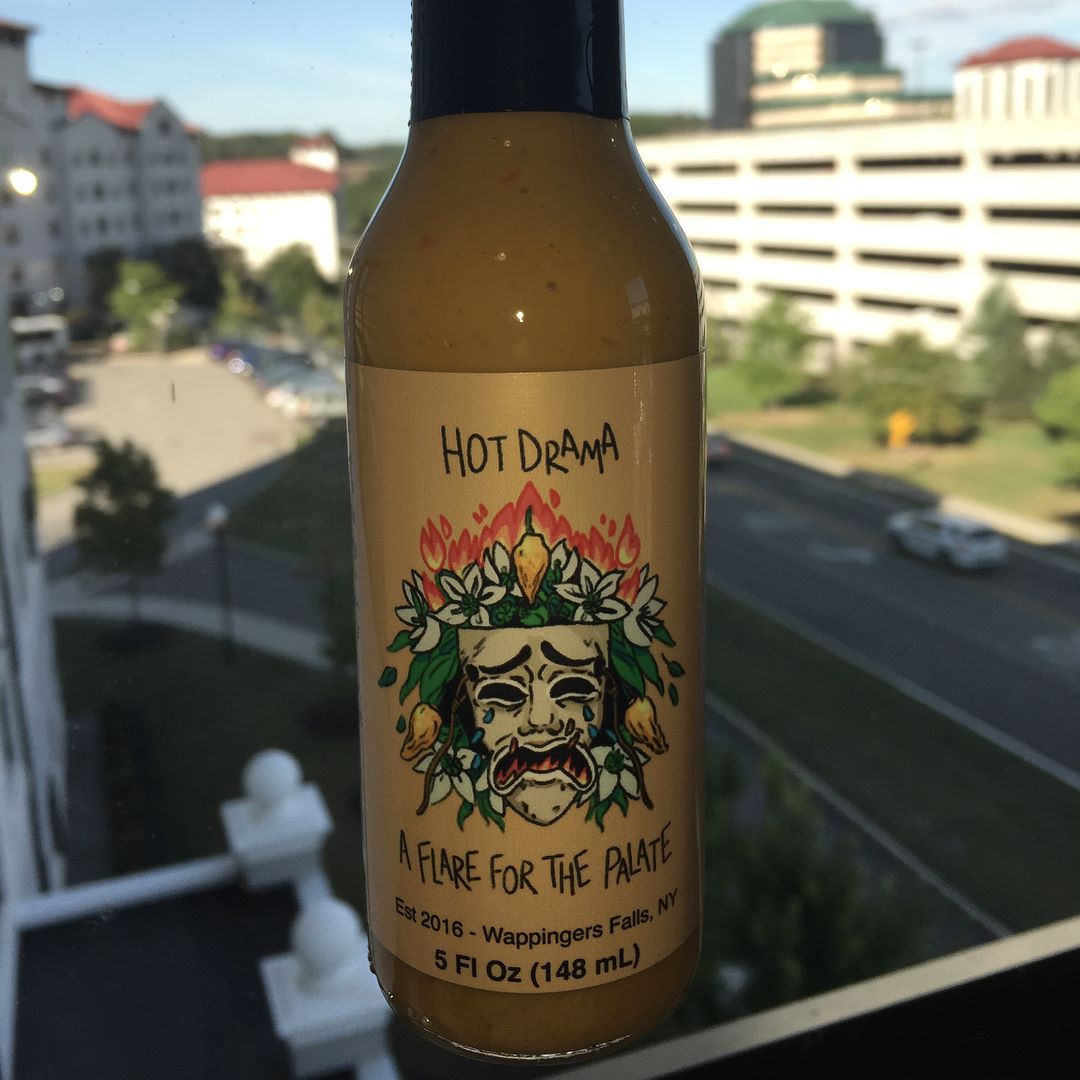 HOT DRAMA
A FLARE FOR THE PALATE
Est 2016 - Wappingers Falls, NY
5 Fl Oz (148 mL)